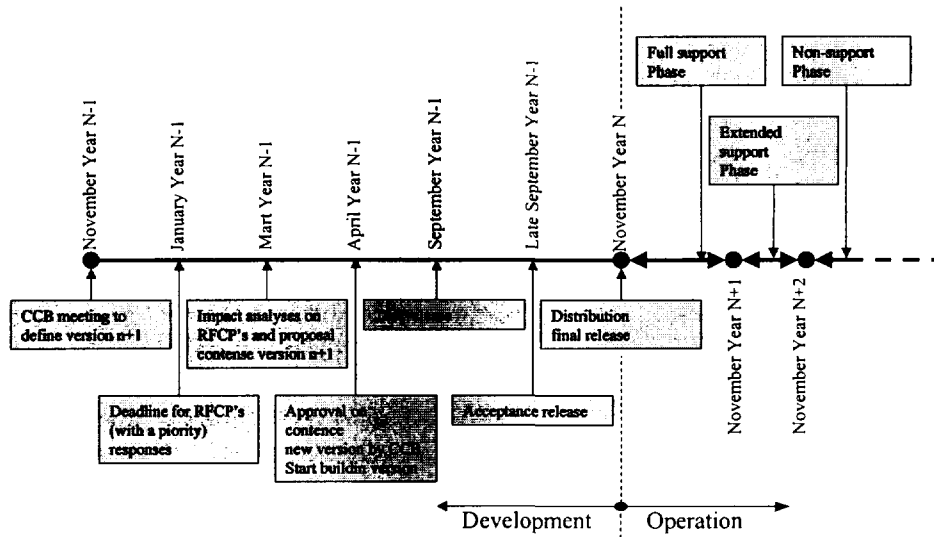 Full support
Phase
Non-support
Phase
Extended
support
Phase
November Year N-1
January Year N-1
Mart Year N-1
April Year N-1
September Year N-1
Late September Year N-1
November Year N
CCB meeting to
define version n+1
Impact analyses on
RFCP's and proposal
contense version n+1
Distribution
final release
Deadline for RFCP's
(with a piority)
responses
Approval on
contence
new version by CCB
Start buildin version
Acceptance release
November Year N+1
November Year N+2
Development
Operation